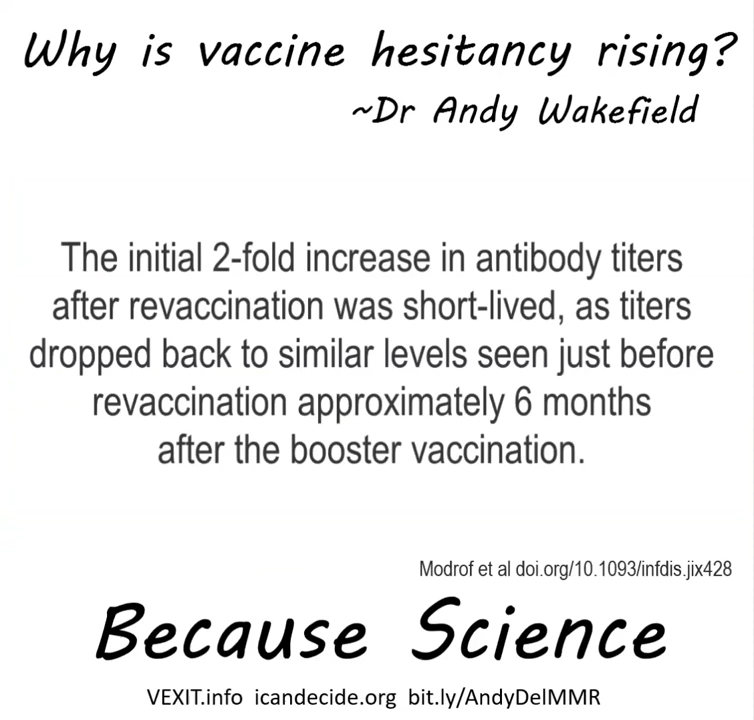 Why is vaccine hesitancy rising?
~Dr Andy Wakefield
The initial 2-fold increase in antibody titers
after revaccination was short-lived, as titers
dropped back to similar levels seen just before
revaccination approximately 6 months
after the booster vaccination.
Modrof et al doi.org/10.1093/infdis.jix428
Because Science
VEXIT.info icandecide.org bit.ly/AndyDelMMR